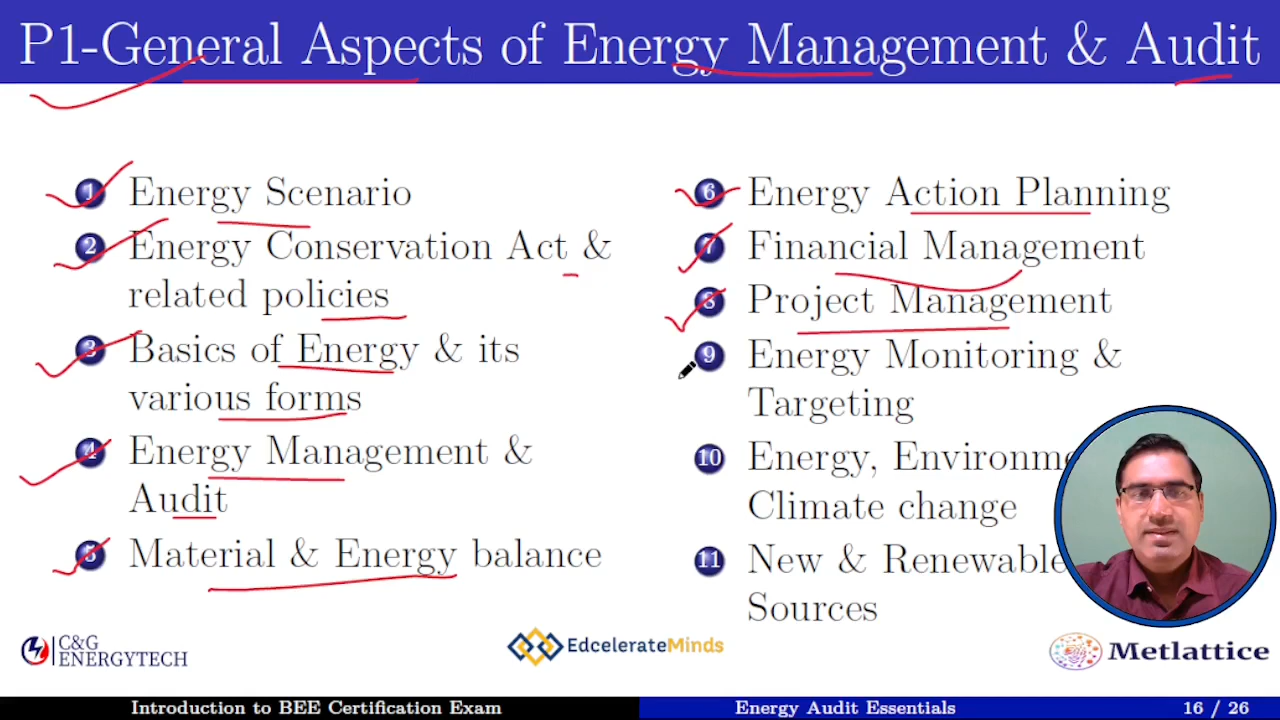 P1-General Aspects of Energy Management & Audit
1 Energy Scenario
2 Energy Conservation Act &
related policies
3 Basics of Energy & its
various forms
4 Energy Management &
Audit
5 Material & Energy balance
6 Energy Action Planning
7 Financial Management
8 Project Management
9 Energy Monitoring &
Targeting
10 Energy,
Climate change
11 New & Renewable
Sources
C&G
ENERGYTECH
EdcelerateMinds
Metlattice
Introduction to BEE Certification Exam
Energy Audit Essentials
16 / 26